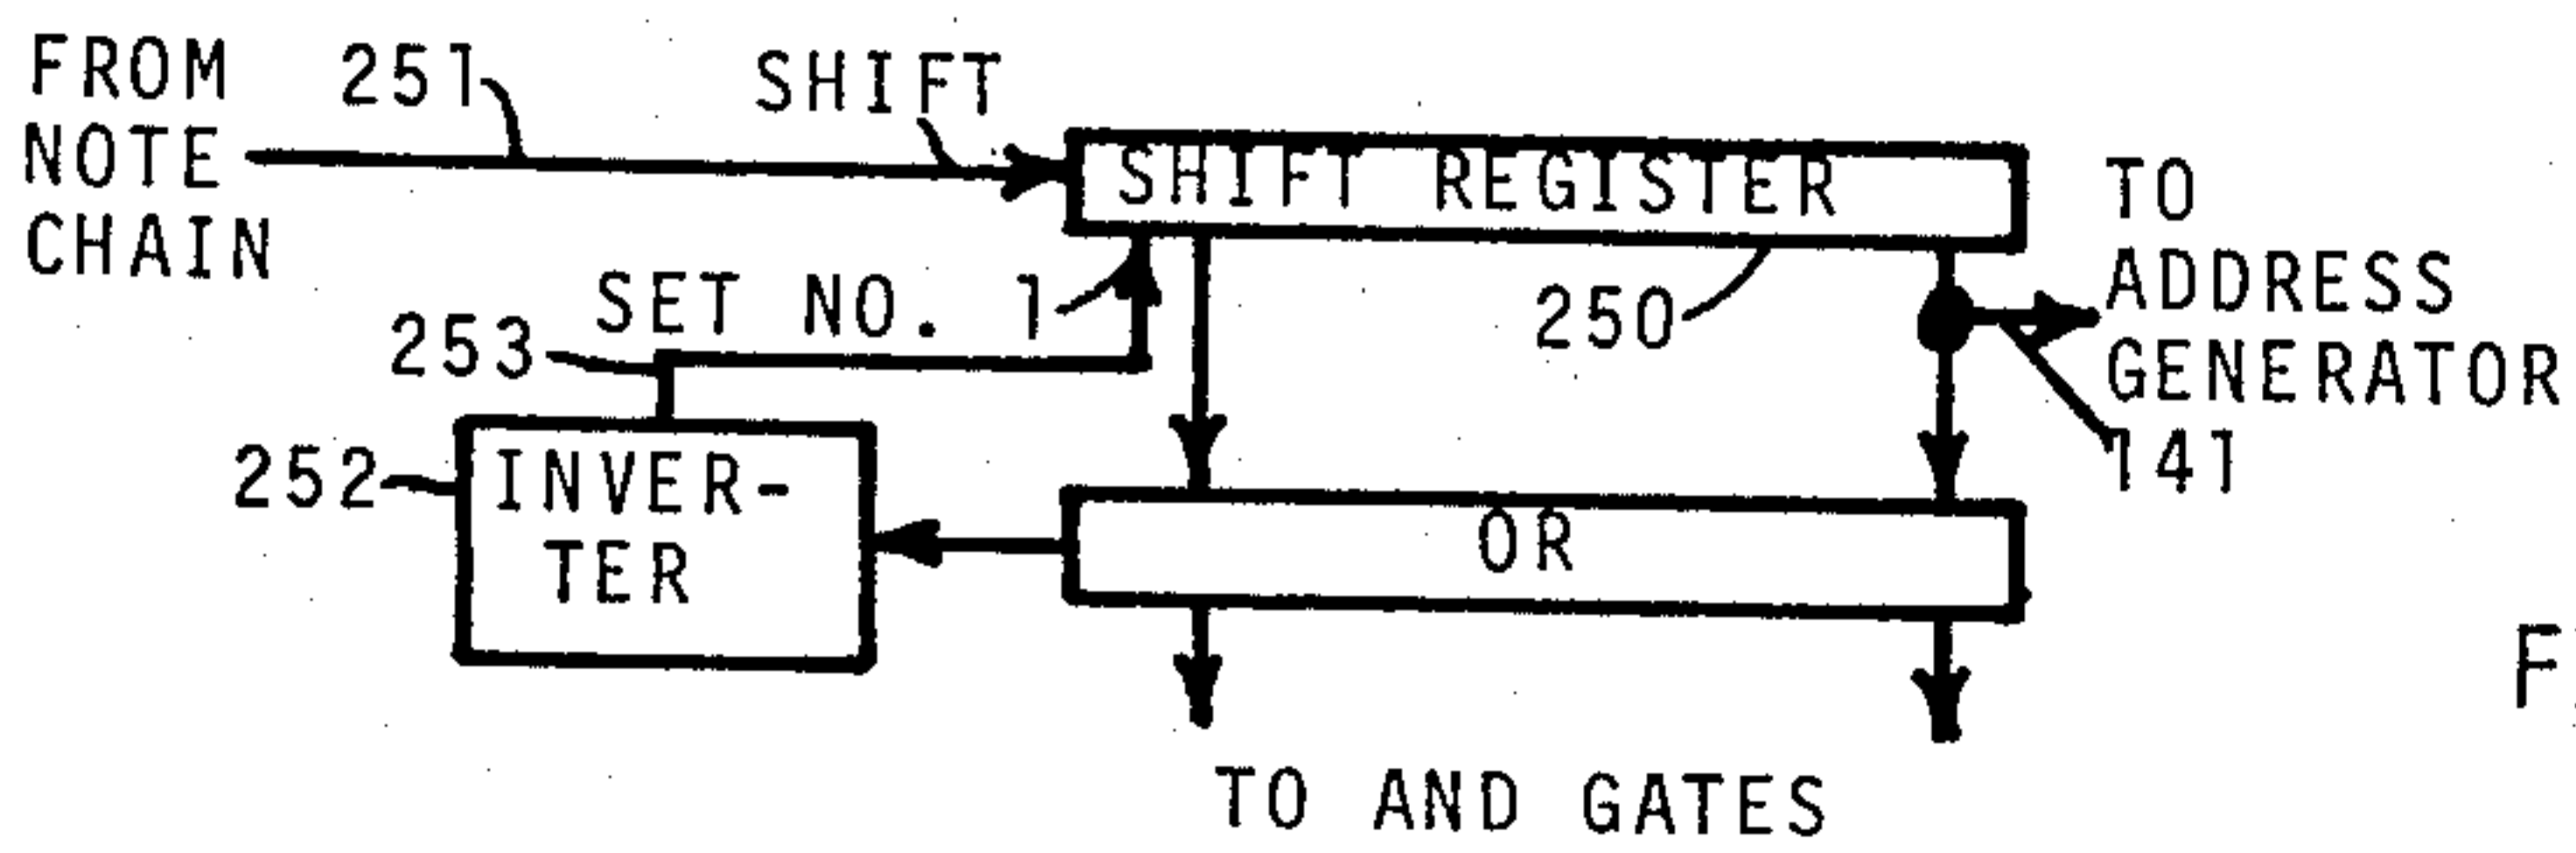 FROM
NOTE
CHAIN
251
SHIFT
SHIFT REGISTER
TO
ADDRESS
GENERATOR
SET NO. 1
250
253
141
252
INVER-
TER
OR
TO AND GATES